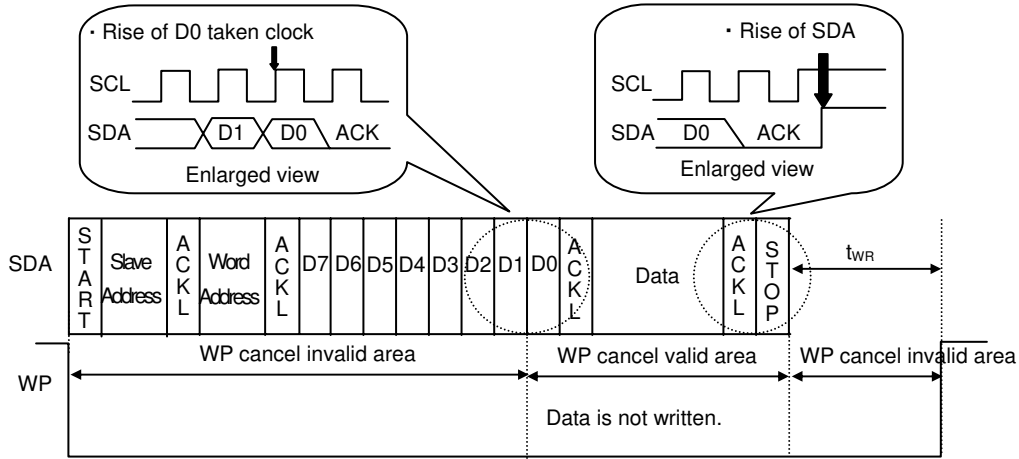 ・Rise of D0 taken clock
SCL
SDA
D1
D0
ACK
Enlarged view
・Rise of SDA
SCL
SDA
D0
ACK
Enlarged view
SDA
START
Slave
Address
ACKL
Word
Address
ACKL
D7
D6
D5
D4
D3
D2
D1
D0
ACKL
Data
ACKL
STOP
tWR
WP cancel invalid area
WP cancel valid area
WP cancel invalid area
WP
Data is not written.